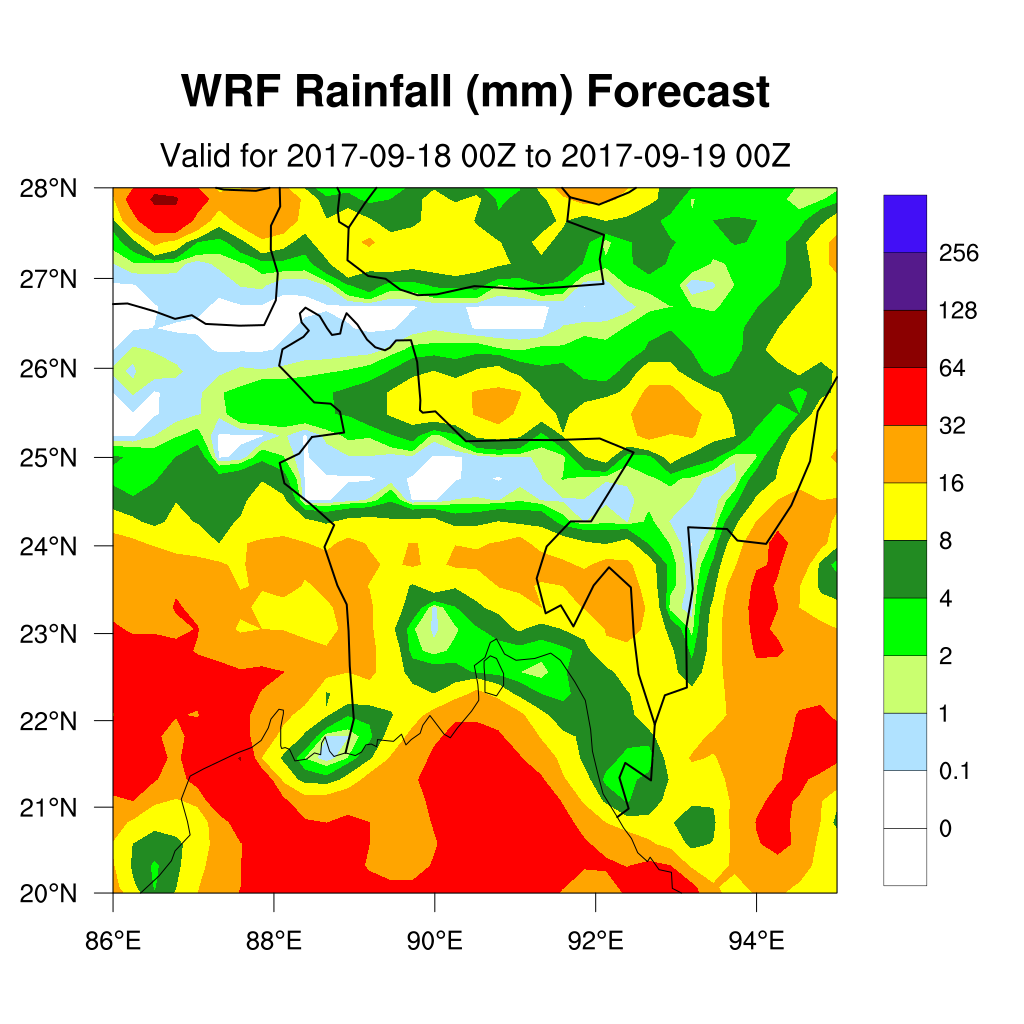 WRF Rainfall (mm) Forecast
Valid for 2017-09-18 00Z to 2017-09-19 00Z
28°N
27°N
26°N
25°N
24°N
23°N
22°N
21°N
20°N
86°E 88°E 90°E 92°E 94°E
256
128
64
32
16
8
4
2
1
0.1
0